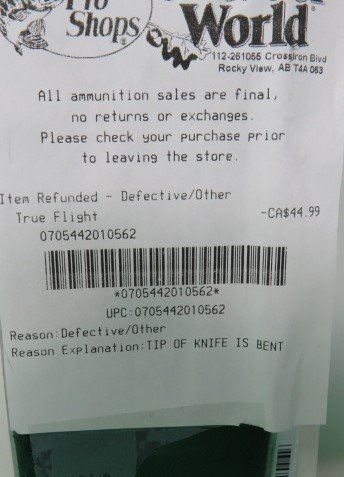 Pro
Shops
World
112-261055 CrossIron Blvd
Rocky View, AB T4A 0G3
All ammunition sales are final,
no returns or exchanges.
Please check your purchase prior
to leaving the store.
Item Refunded - Defective/Other
True Flight -CA$44.99
0705442010562
*0705442010562*
UPC:0705442010562
Reason:Defective/Other
Reason Explanation:TIP OF KNIFE IS BENT